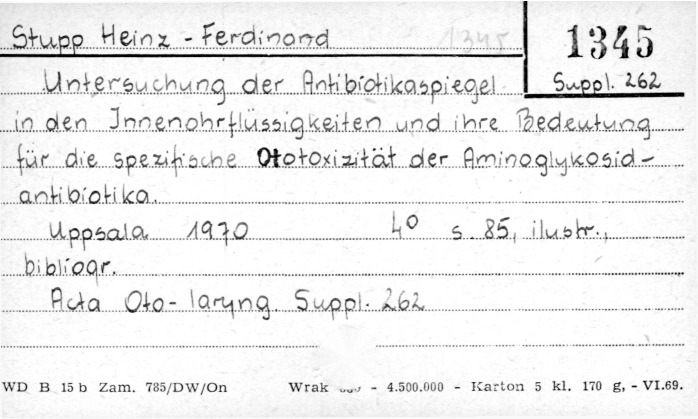 Stupp Heinz - Ferdinand 1345 1345
Suppl. 262
Untersuchung der Antibiotikaspiegel
in den Innenohrflüssigkeiten und ihre Bedeutung
für die spezifische Ototoxizität der Aminoglykosid-
antibiotika.
Uppsala 1970 4° s. 85, ilustr.,
bibliogr.
Acta Oto-laryng. Suppl. 262
WD B 15 b Zam. 785/DW/On Wrak - 4.500.000 - Karton 5 kl. 170 g, - VI.69.